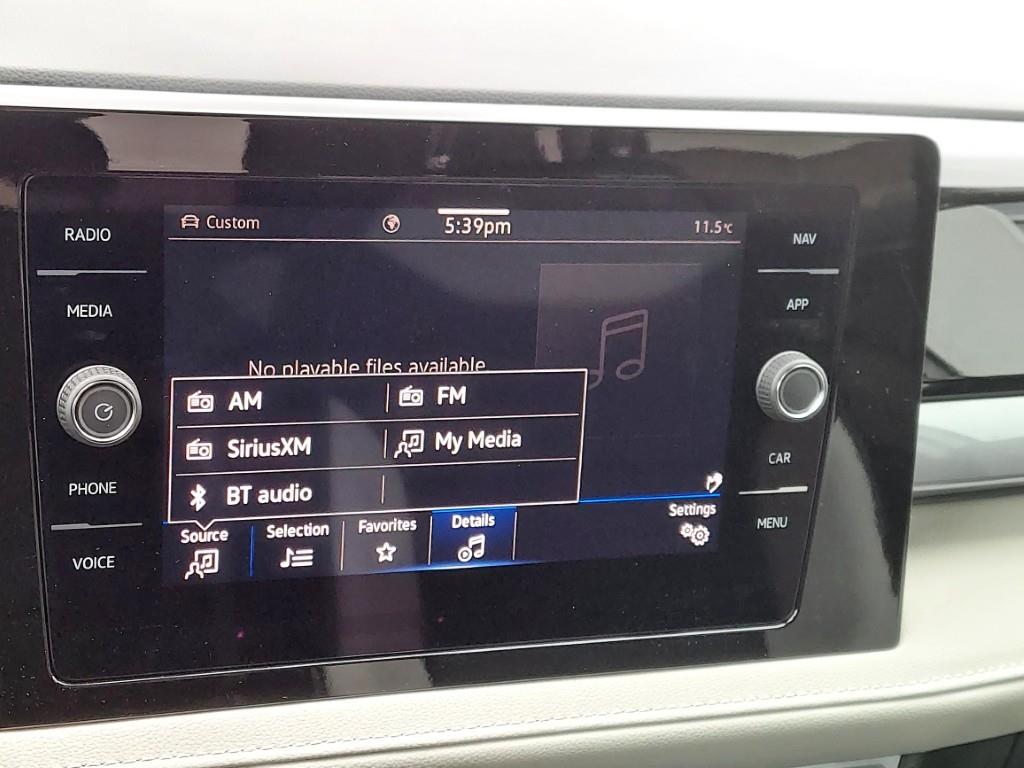 RADIO
MEDIA
PHONE
VOICE
Custom
5:39pm
11.5°C
No playable files available
AM
FM
SiriusXM
My Media
BT audio
Source
Selection
Favorites
Details
Settings
NAV
APP
CAR
MENU